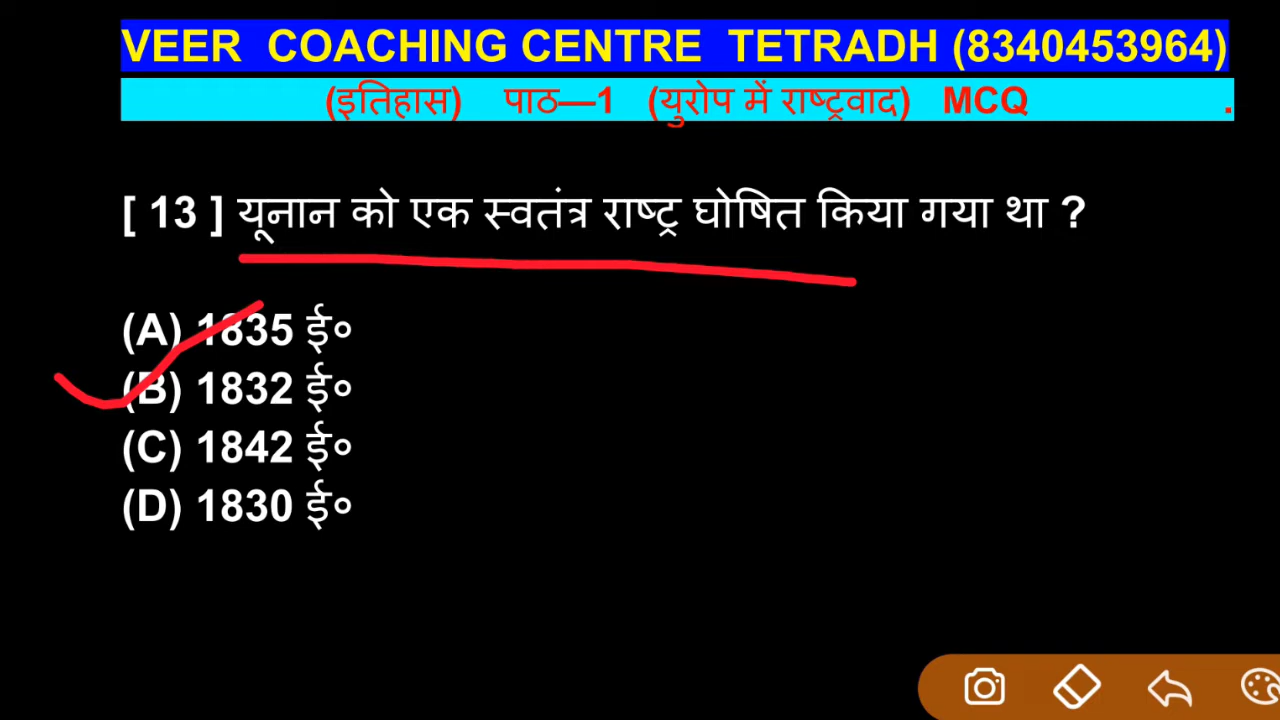 VEER COACHING CENTRE TETRADH (8340453964)
(इतिहास) पाठ—1 (युरोप में राष्ट्रवाद) MCQ .
[ 13 ] यूनान को एक स्वतंत्र राष्ट्र घोषित किया गया था ?
(A) 1835 ई०
(B) 1832 ई०
(C) 1842 ई०
(D) 1830 ई०